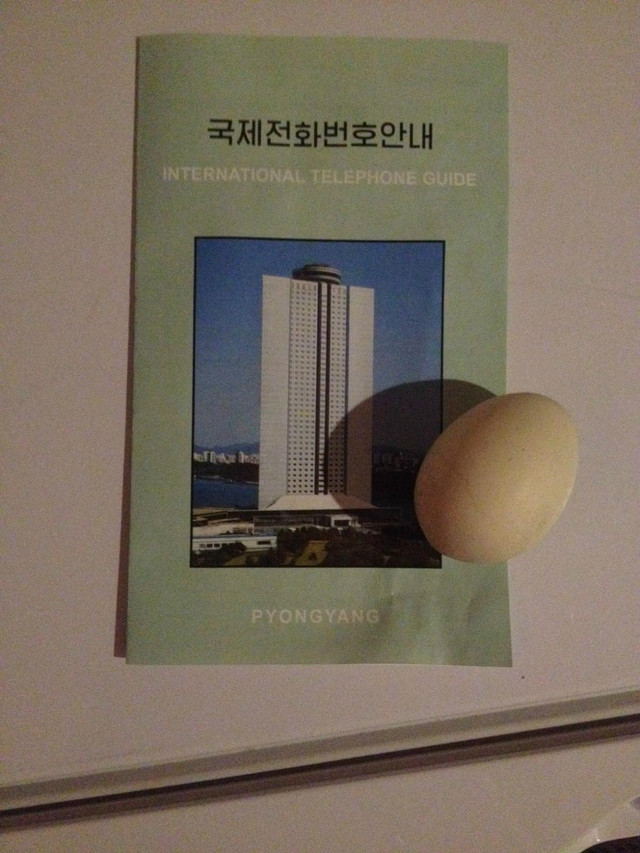 국제전화번호안내
INTERNATIONAL TELEPHONE GUIDE
PYONGYANG